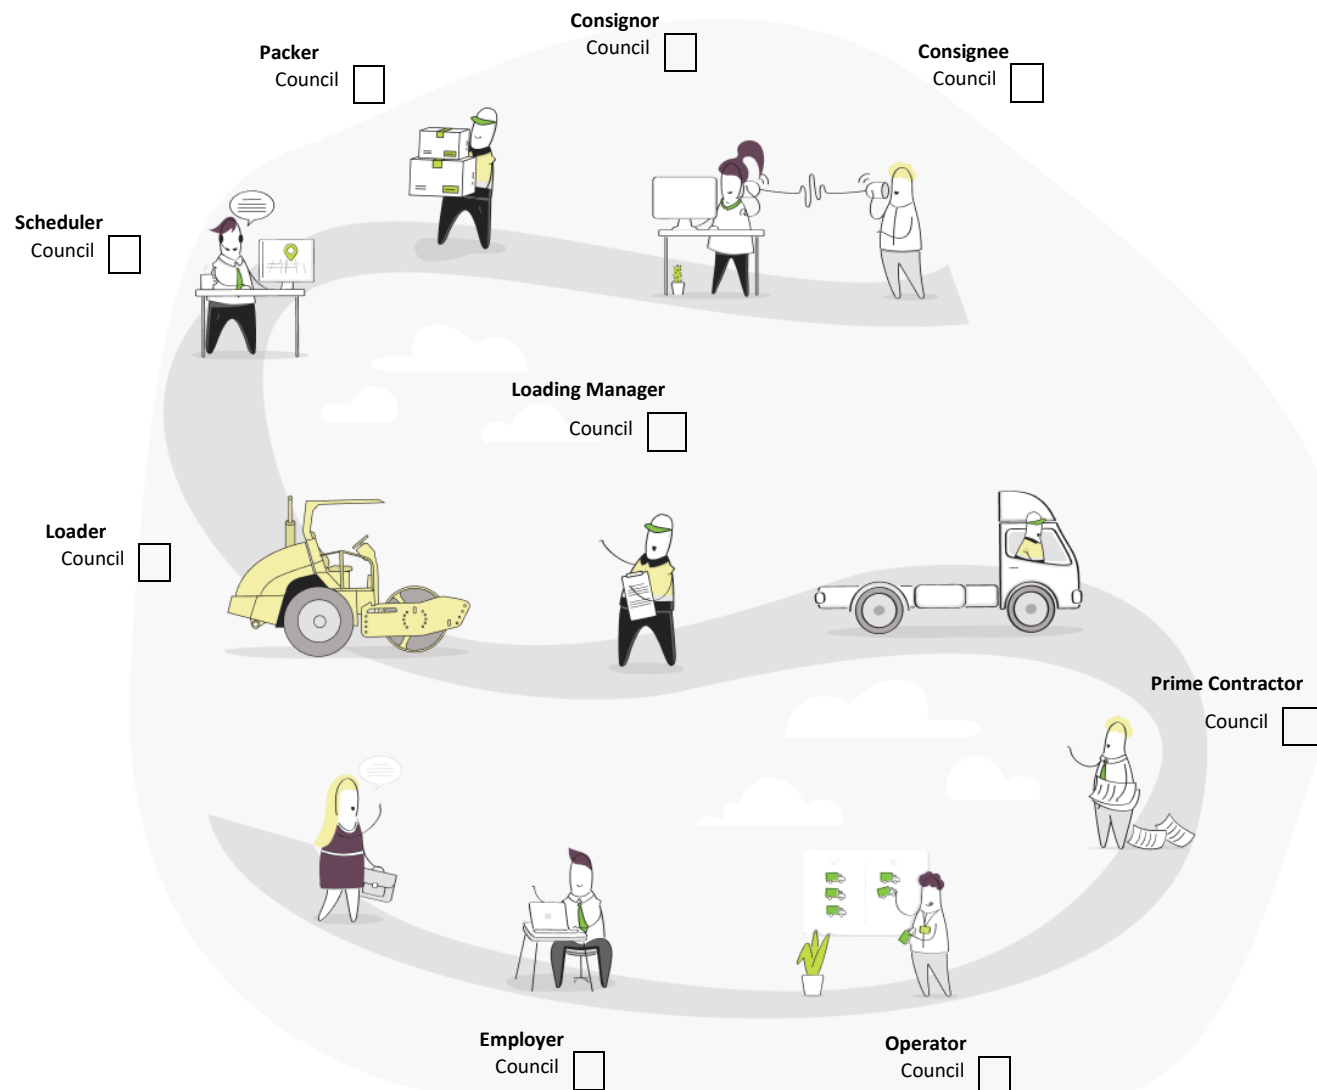 Consignor
Council
Packer
Council
Consignee
Council
Scheduler
Council
Loading Manager
Council
Loader
Council
Prime Contractor
Council
Employer
Council
Operator
Council